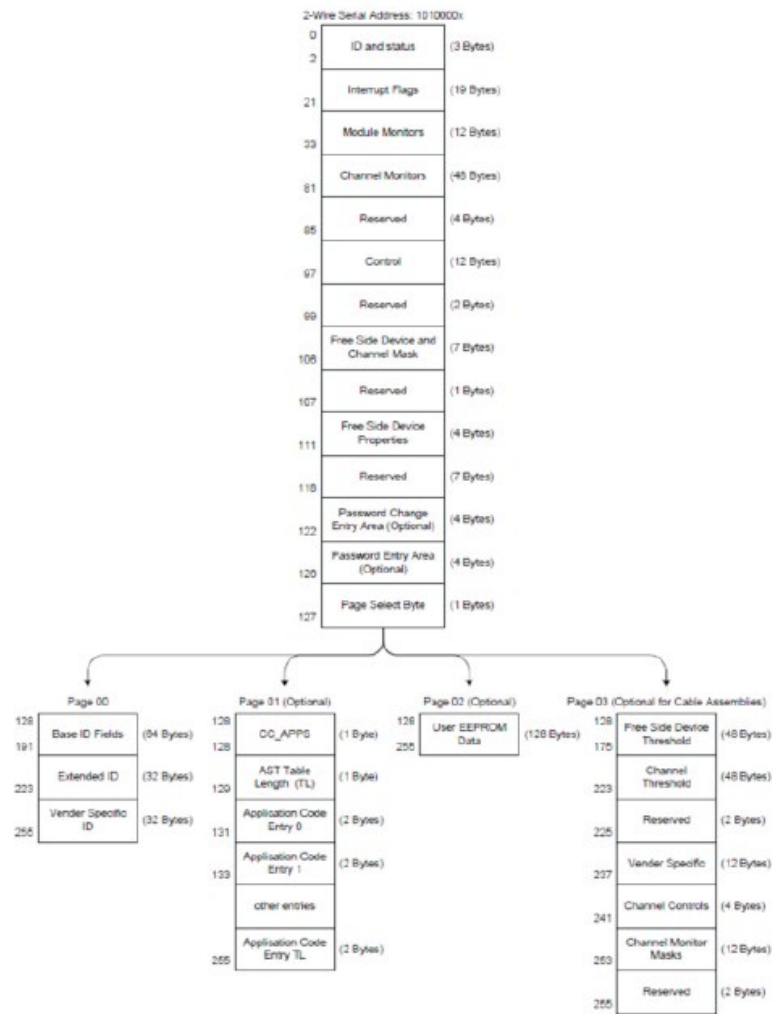 2-Wire Serial Address: 1010000x
0
ID and status (3 Bytes)
2
Interrupt Flags (19 Bytes)
21
Module Monitors (12 Bytes)
33
Channel Monitors (48 Bytes)
81
Reserved (4 Bytes)
85
Control (12 Bytes)
97
Reserved (2 Bytes)
99
Free Side Device and
Channel Mask (7 Bytes)
106
Reserved (1 Bytes)
107
Free Side Device
Properties (4 Bytes)
111
Reserved (7 Bytes)
118
Password Change
Entry Area (Optional) (4 Bytes)
122
Password Entry Area
(Optional) (4 Bytes)
126
Page Select Byte (1 Bytes)
127
Page 00
128
Base ID Fields (64 Bytes)
191
Extended ID (32 Bytes)
223
Vender Specific
ID (32 Bytes)
255
Page 01 (Optional)
128
CC_APPS (1 Byte)
128
AST Table
Length (TL) (1 Byte)
129
Application Code
Entry 0 (2 Bytes)
131
Application Code
Entry 1 (2 Bytes)
133
other entries
Application Code
Entry TL (2 Bytes)
255
Page 02 (Optional)
128
User EEPROM
Data (128 Bytes)
255
Page 03 (Optional for Cable Assemblies)
128
Free Side Device
Threshold (48 Bytes)
175
Channel
Threshold (48 Bytes)
223
Reserved (2 Bytes)
225
Vender Specific (12 Bytes)
237
Channel Controls (4 Bytes)
241
Channel Monitor
Masks (12 Bytes)
253
Reserved (2 Bytes)
255